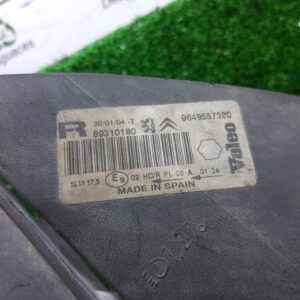 30/01/04 -T
R 89310180
9649557380
Valeo
E9 02 HC/R PL 02 A 01 1a
MADE IN SPAIN